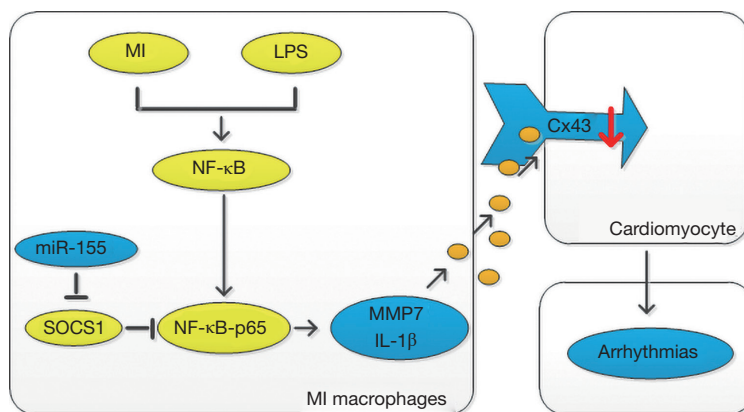 MI
LPS
NF-κB
miR-155
SOCS1
NF-κB-p65
MMP7
IL-1β
MI macrophages
Cx43
Cardiomyocyte
Arrhythmias